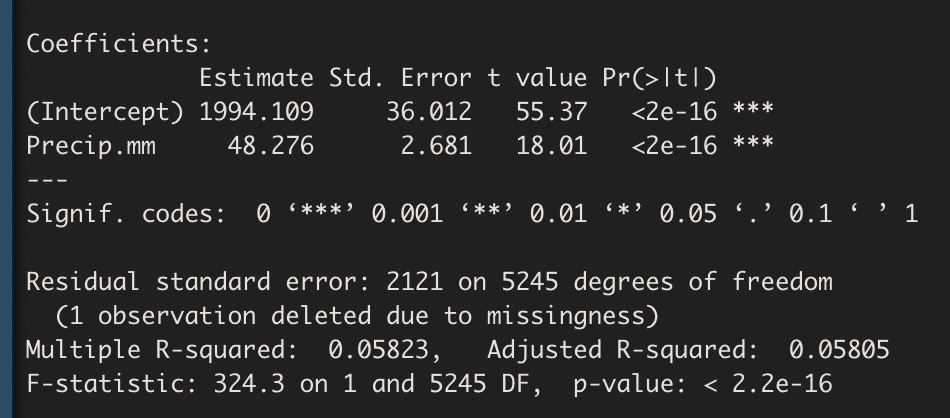 Coefficients:
            Estimate Std. Error t value Pr(>|t|)
(Intercept) 1994.109     36.012   55.37   <2e-16 ***
Precip.mm     48.276      2.681   18.01   <2e-16 ***
---
Signif. codes:  0 ‘***’ 0.001 ‘**’ 0.01 ‘*’ 0.05 ‘.’ 0.1 ‘ ’ 1
Residual standard error: 2121 on 5245 degrees of freedom
  (1 observation deleted due to missingness)
Multiple R-squared:  0.05823,   Adjusted R-squared:  0.05805
F-statistic: 324.3 on 1 and 5245 DF,  p-value: < 2.2e-16